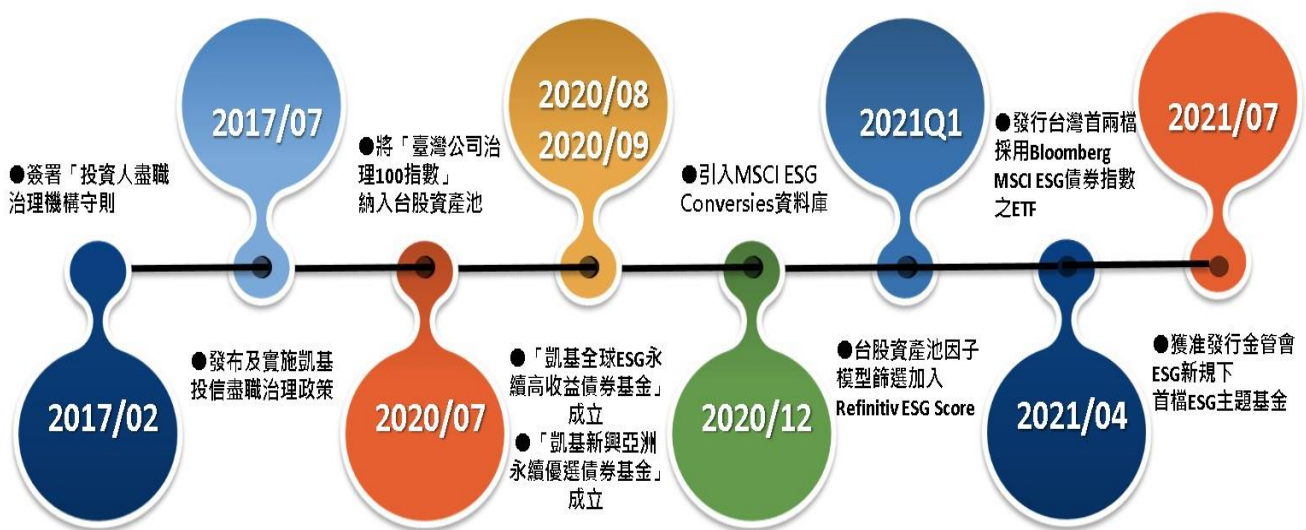 2017/02
●簽署「投資人盡職
治理機構守則
2017/07
●發布及實施凱基
投信盡職治理政策
2020/07
●將「臺灣公司治
理100指數」
納入台股資產池
2020/08
2020/09
●「凱基全球ESG永
續高收益債券基金」
成立
●「凱基新興亞洲
永續優選債券基金」
成立
2020/12
●引入MSCI ESG
Conversies資料庫
2021Q1
●台股資產池因子
模型篩選加入
Refinitiv ESG Score
2021/04
●發行台灣首兩檔
採用Bloomberg
MSCI ESG債券指數
之ETF
2021/07
●獲准發行金管會
ESG新規下
首檔ESG主題基金